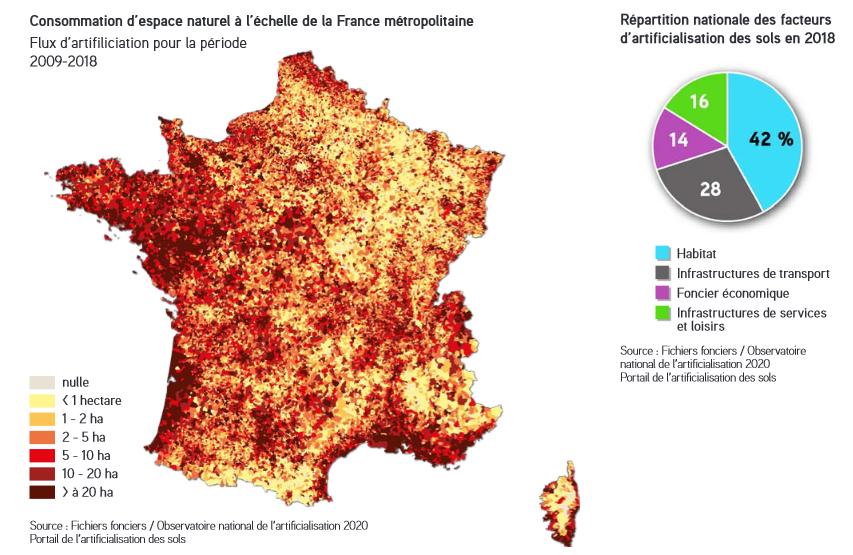 Consommation d'espace naturel à l'échelle de la France métropolitaine
Flux d'artifiliciation pour la période
2009-2018
nulle
< 1 hectare
1 - 2 ha
2 - 5 ha
5 - 10 ha
10 - 20 ha
> à 20 ha
Source : Fichiers fonciers / Observatoire national de l'artificialisation 2020
Portail de l'artificialisation des sols
Répartition nationale des facteurs
d'artificialisation des sols en 2018
16
14
42 %
28
Habitat
Infrastructures de transport
Foncier économique
Infrastructures de services
et loisirs
Source : Fichiers fonciers / Observatoire
national de l'artificialisation 2020
Portail de l'artificialisation des sols